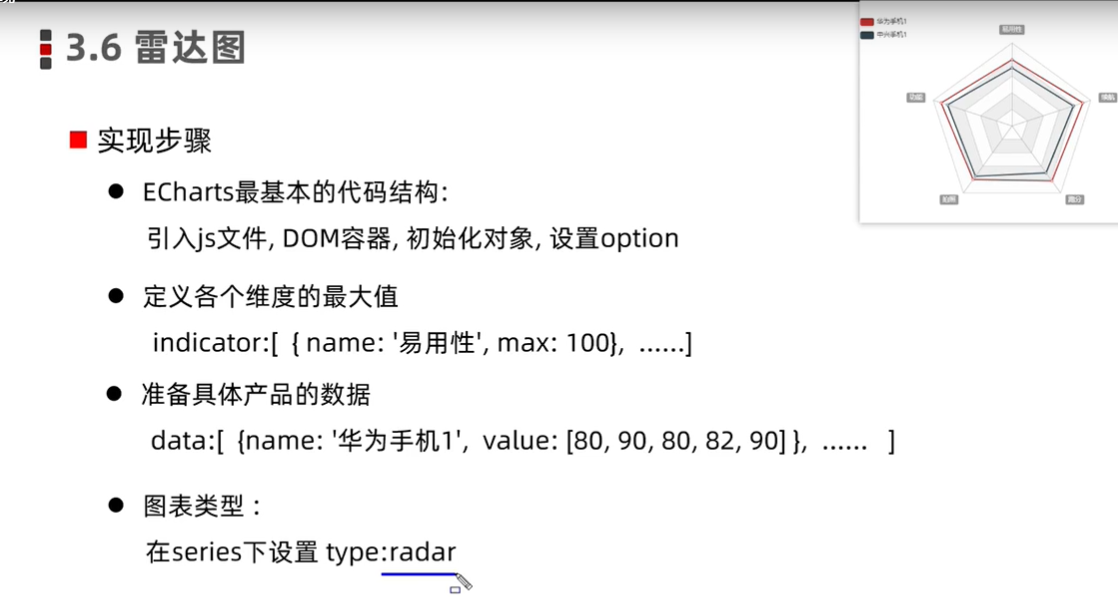 3.6 雷达图
实现步骤
ECharts最基本的代码结构:
引入js文件, DOM容器, 初始化对象, 设置option
定义各个维度的最大值
indicator:[ { name: '易用性', max: 100}, ……]
准备具体产品的数据
data:[ {name: '华为手机1', value: [80, 90, 80, 82, 90] }, …… ]
图表类型 :
在series下设置 type:radar
华为手机1
中兴手机1
易用性
功能
续航
拍照
跑分